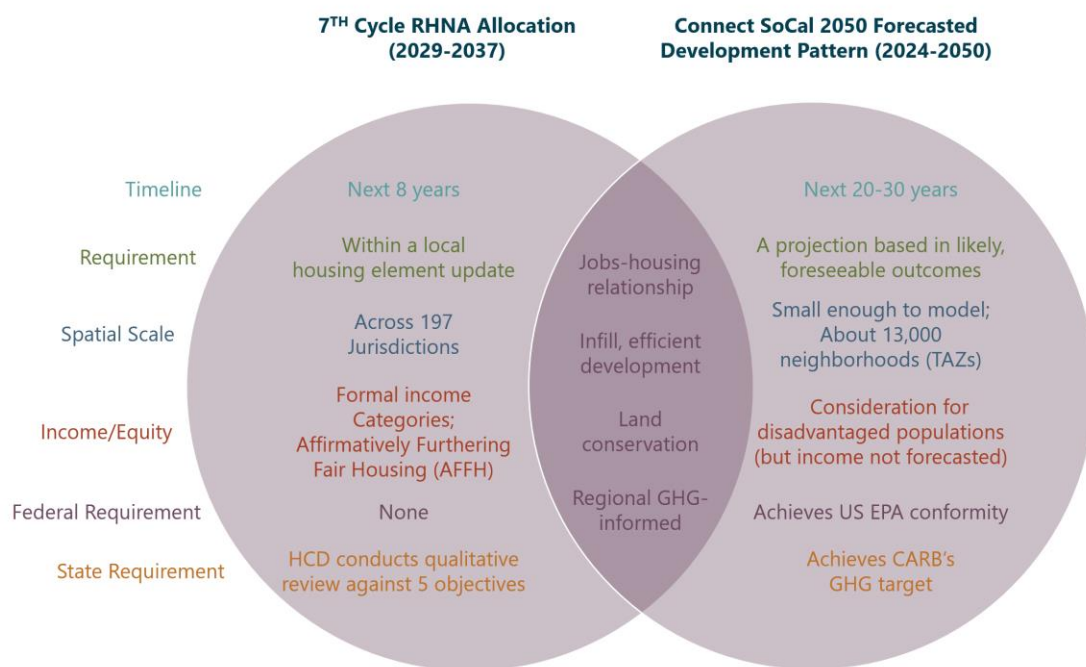 7TH Cycle RHNA Allocation
(2029-2037)
Connect SoCal 2050 Forecasted
Development Pattern (2024-2050)
Timeline
Next 8 years
Next 20-30 years
Requirement
Within a local
housing element update
A projection based in likely,
foreseeable outcomes
Jobs-housing
relationship
Spatial Scale
Across 197
Jurisdictions
Small enough to model;
About 13,000
neighborhoods (TAZs)
Infill, efficient
development
Income/Equity
Formal income
Categories;
Affirmatively Furthering
Fair Housing (AFFH)
Land
conservation
Consideration for
disadvantaged populations
(but income not forecasted)
Federal Requirement
None
Regional GHG-
informed
Achieves US EPA conformity
State Requirement
HCD conducts qualitative
review against 5 objectives
Achieves CARB‘s
GHG target